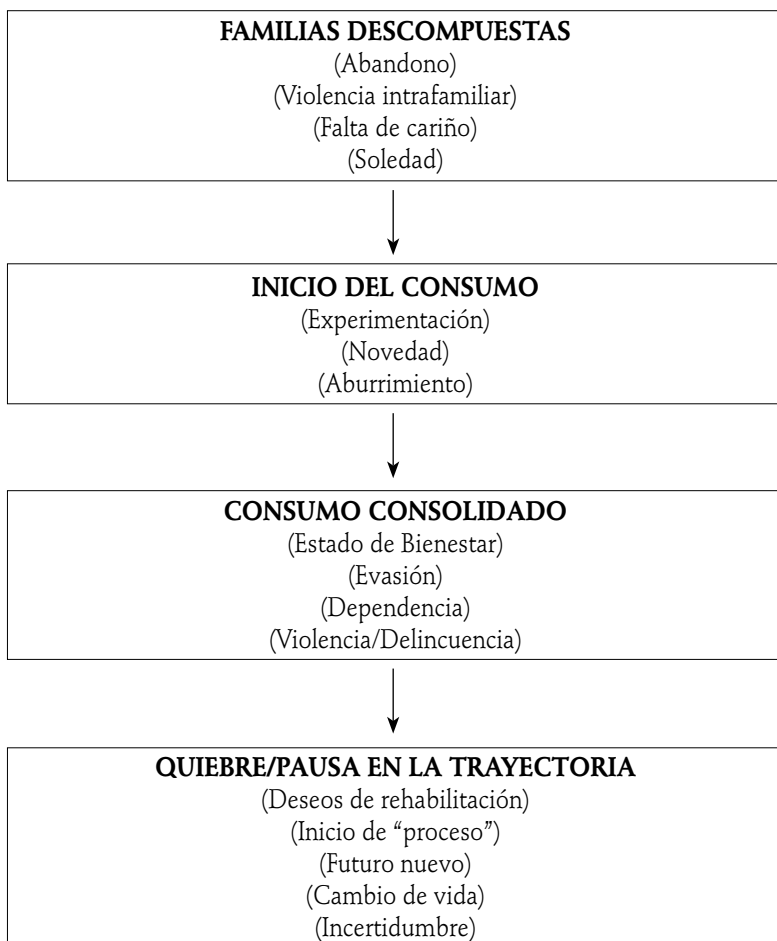 FAMILIAS DESCOMPUESTAS
(Abandono)
(Violencia intrafamiliar)
(Falta de cariño)
(Soledad)
INICIO DEL CONSUMO
(Experimentación)
(Novedad)
(Aburrimiento)
CONSUMO CONSOLIDADO
(Estado de Bienestar)
(Evasión)
(Dependencia)
(Violencia/Delincuencia)
QUIEBRE/PAUSA EN LA TRAYECTORIA
(Deseos de rehabilitación)
(Inicio de “proceso”)
(Futuro nuevo)
(Cambio de vida)
(Incertidumbre)